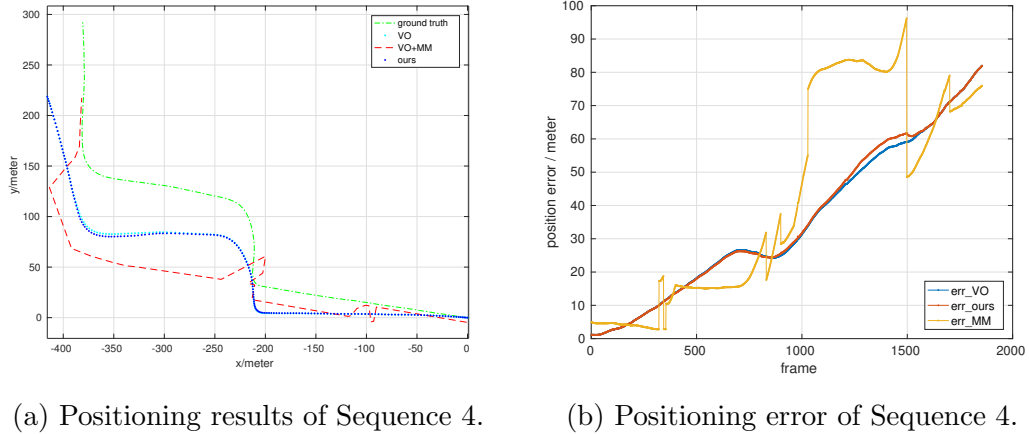 300
250
200
150
100
50
0
y/meter
-400
-350
-300
-250
-200
-150
-100
-50
0
x/meter
ground truth
VO
VO+MM
ours
100
90
80
70
60
50
40
30
20
10
0
position error / meter
0
500
1000
1500
2000
frame
err_VO
err_ours
err_MM
(a) Positioning results of Sequence 4.
(b) Positioning error of Sequence 4.